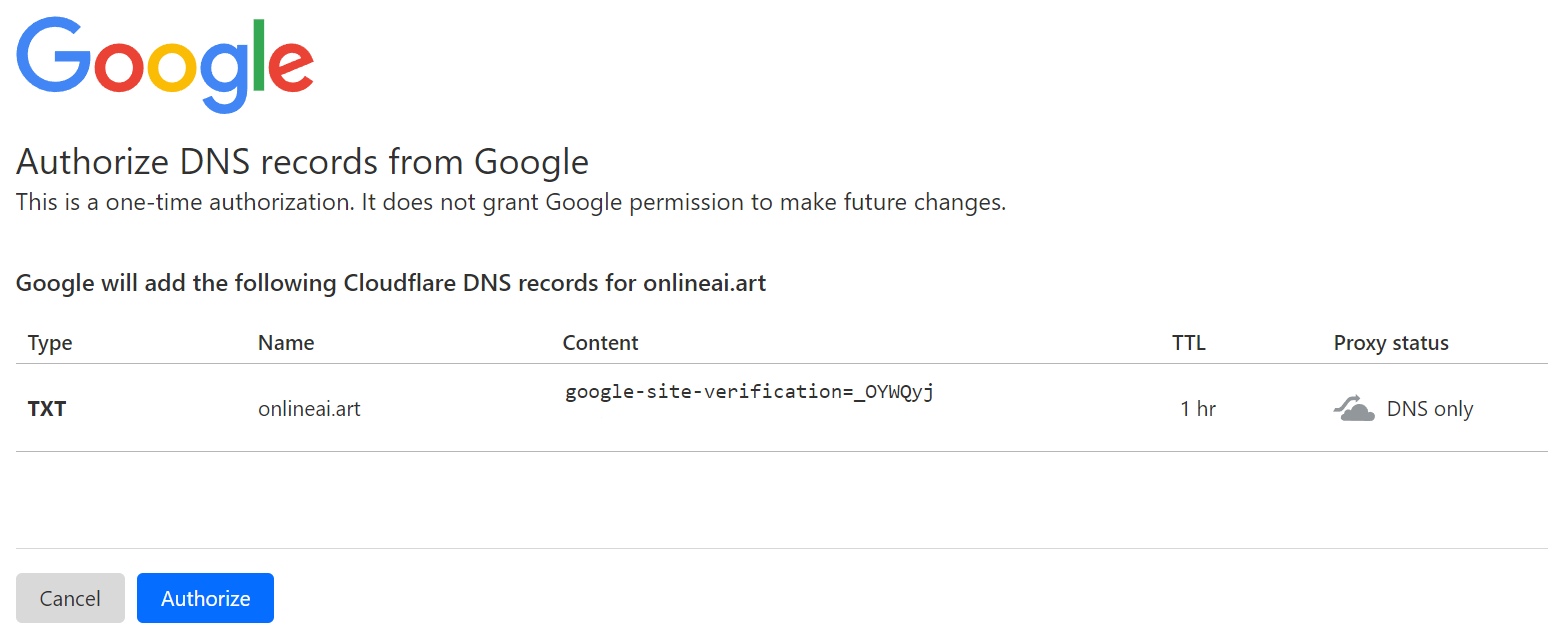 Google
Authorize DNS records from Google
This is a one-time authorization. It does not grant Google permission to make future changes.
Google will add the following Cloudflare DNS records for onlineai.art
Type Name Content TTL Proxy status
TXT onlineai.art google-site-verification=_OYWQyj 1 hr DNS only
Cancel Authorize